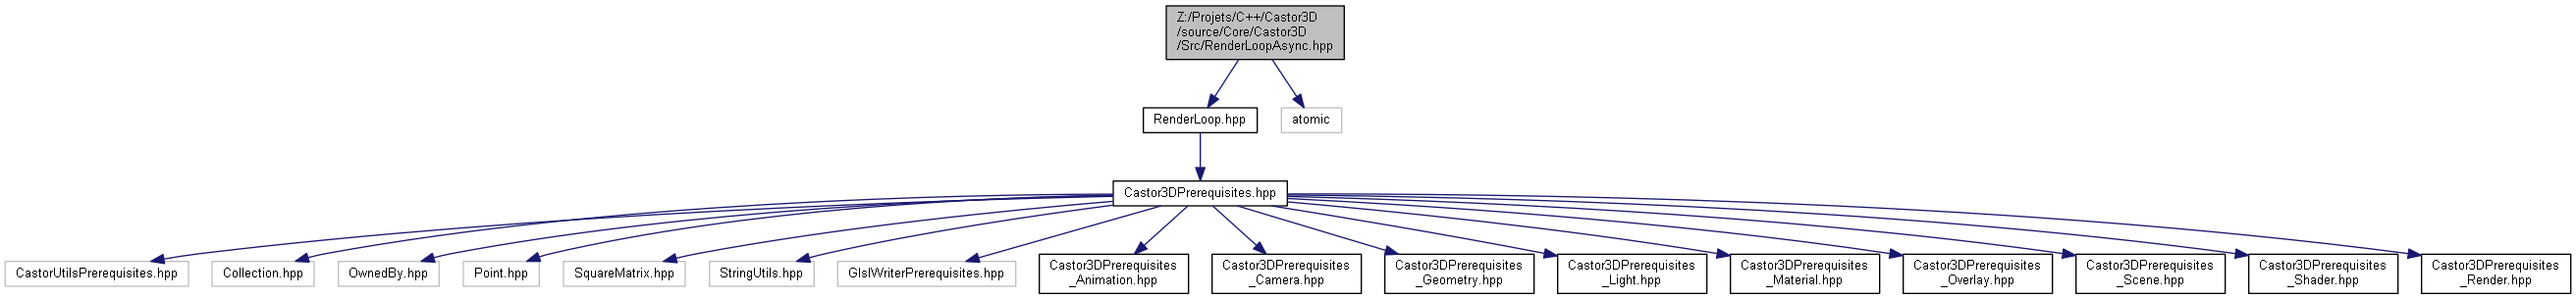 Z:/Projets/C++/Castor3D
/source/Core/Castor3D
/Src/RenderLoopAsync.hpp
RenderLoop.hpp
atomic
Castor3DPrerequisites.hpp
CastorUtilsPrerequisites.hpp
Collection.hpp
OwnedBy.hpp
Point.hpp
SquareMatrix.hpp
StringUtils.hpp
GlslWriterPrerequisites.hpp
Castor3DPrerequisites
_Animation.hpp
Castor3DPrerequisites
_Camera.hpp
Castor3DPrerequisites
_Geometry.hpp
Castor3DPrerequisites
_Light.hpp
Castor3DPrerequisites
_Material.hpp
Castor3DPrerequisites
_Overlay.hpp
Castor3DPrerequisites
_Scene.hpp
Castor3DPrerequisites
_Shader.hpp
Castor3DPrerequisites
_Render.hpp